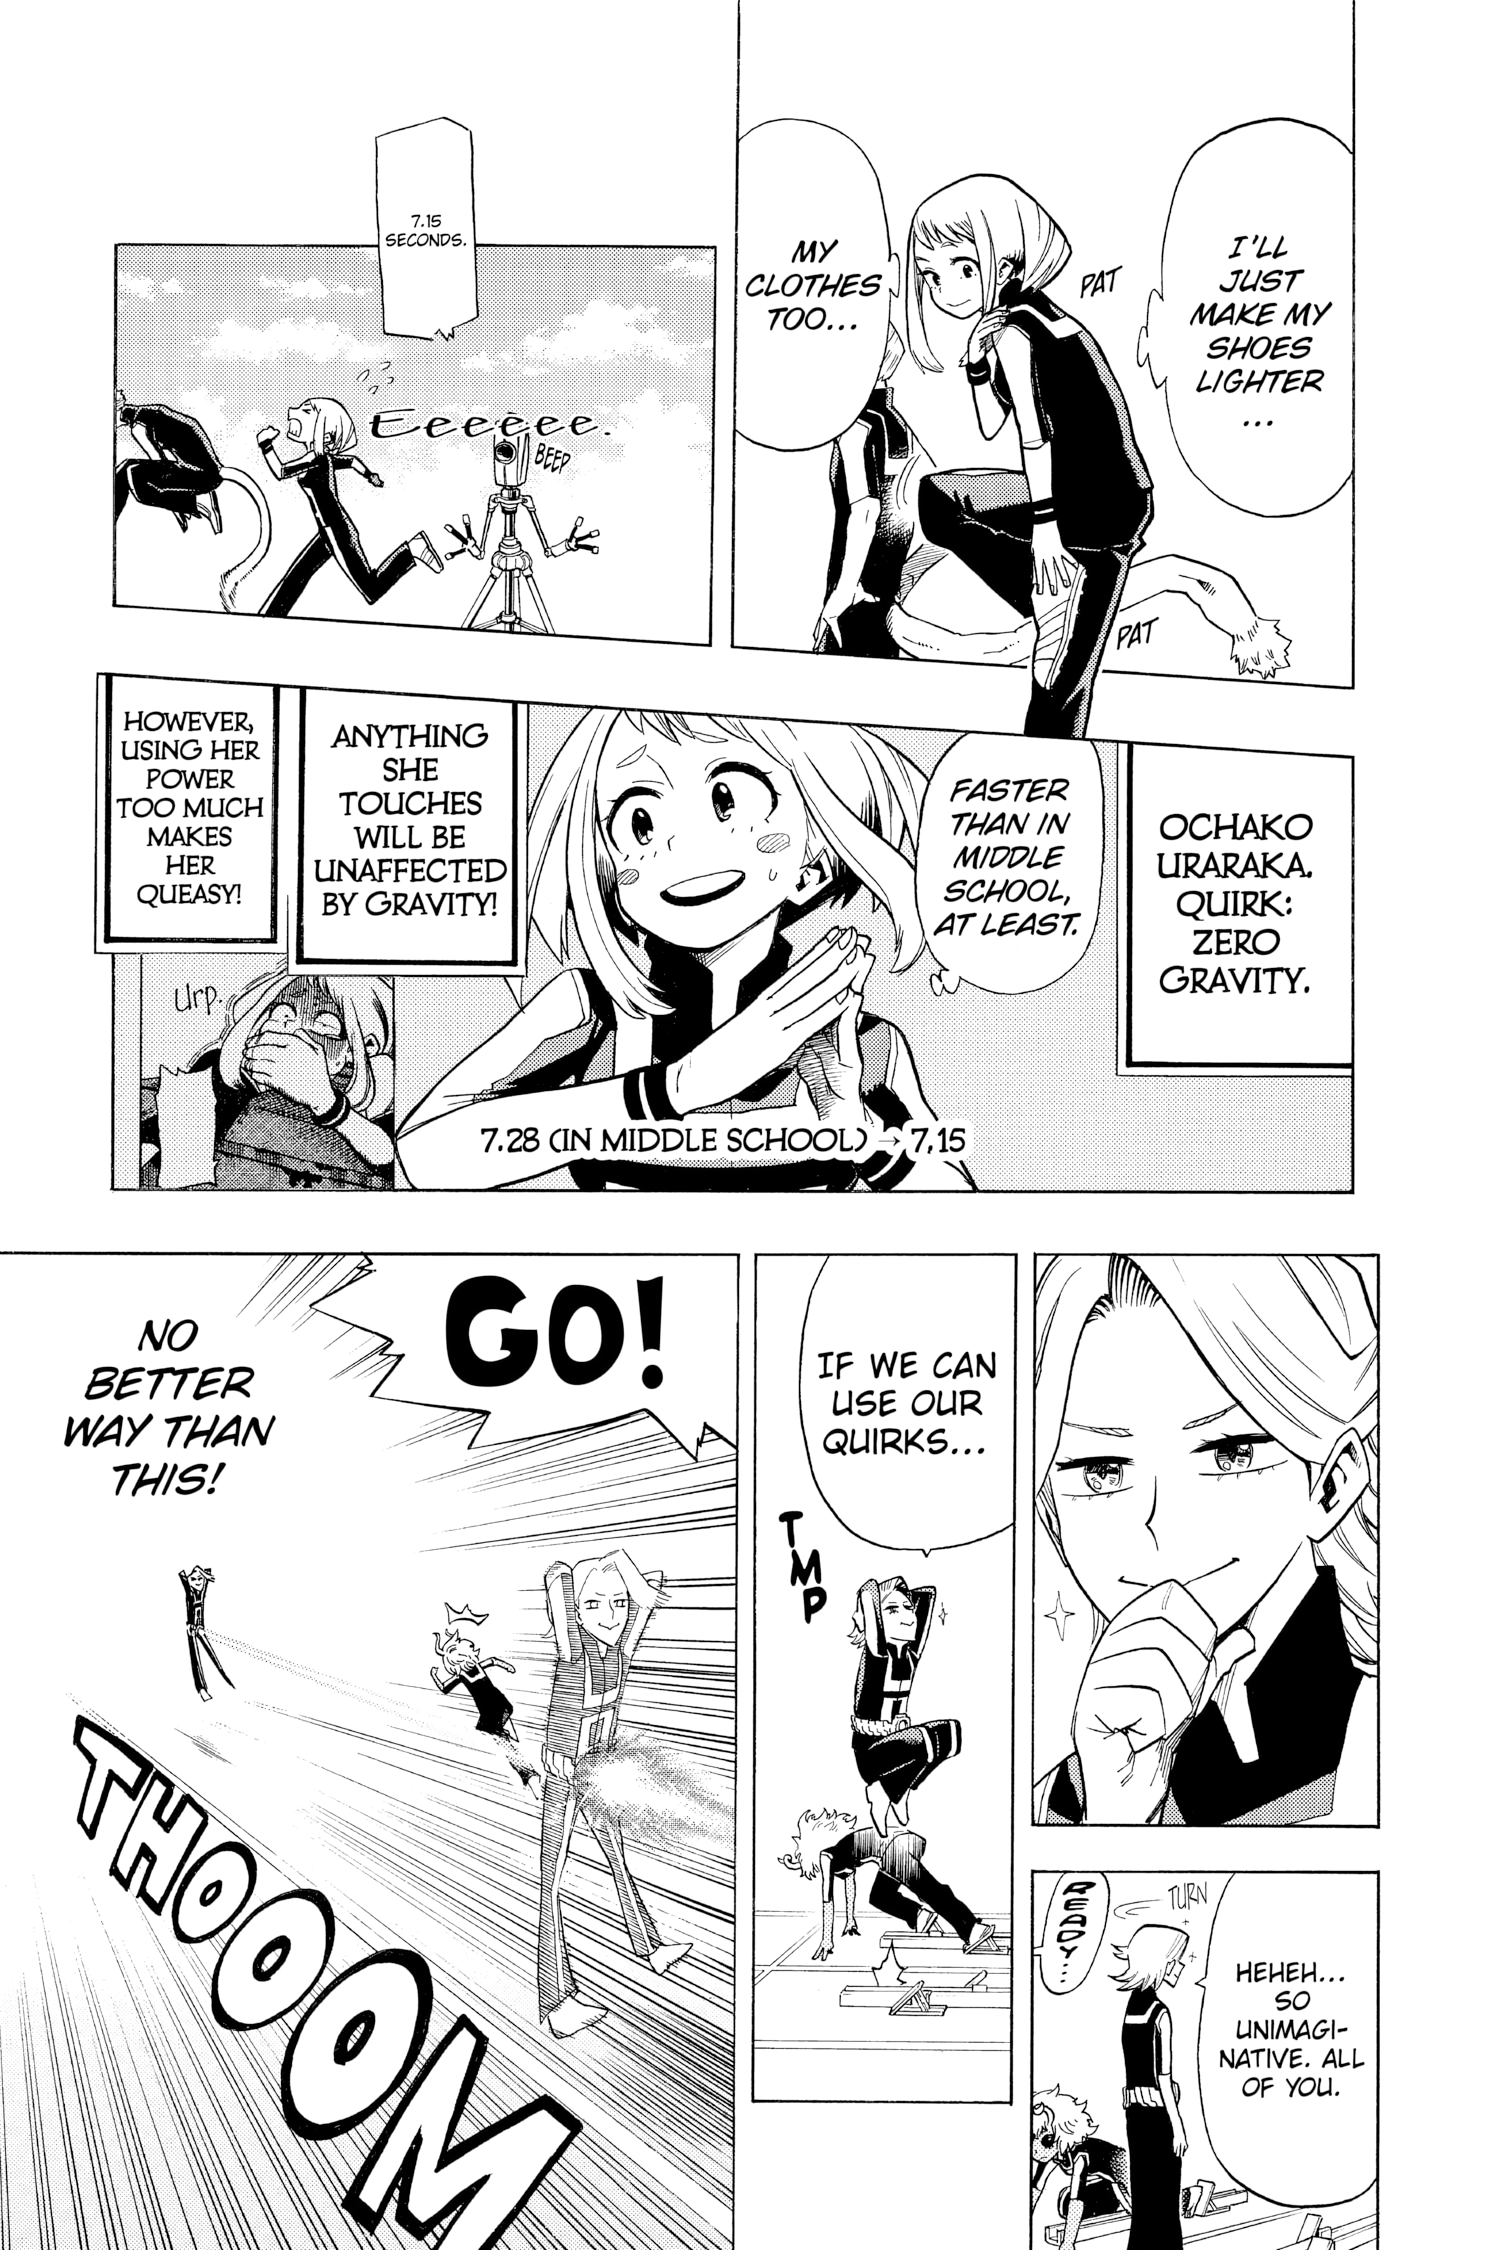 I'LL
JUST
MAKE MY
SHOES
LIGHTER
...
PAT
PAT
MY
CLOTHES
TOO...
7.15
SECONDS.
Eeeeee.
BEEP
OCHAKO
URARAKA.
QUIRK:
ZERO
GRAVITY.
FASTER
THAN IN
MIDDLE
SCHOOL,
AT LEAST.
7.28 (IN MIDDLE SCHOOL) → 7.15
ANYTHING
SHE
TOUCHES
WILL BE
UNAFFECTED
BY GRAVITY!
HOWEVER,
USING HER
POWER
TOO MUCH
MAKES
HER
QUEASY!
Urp.
HEHEH...
SO
UNIMAGI-
NATIVE. ALL
OF YOU.
TURN
READY...
IF WE CAN
USE OUR
QUIRKS...
TMP
GO!
NO
BETTER
WAY THAN
THIS!
THOOOOM